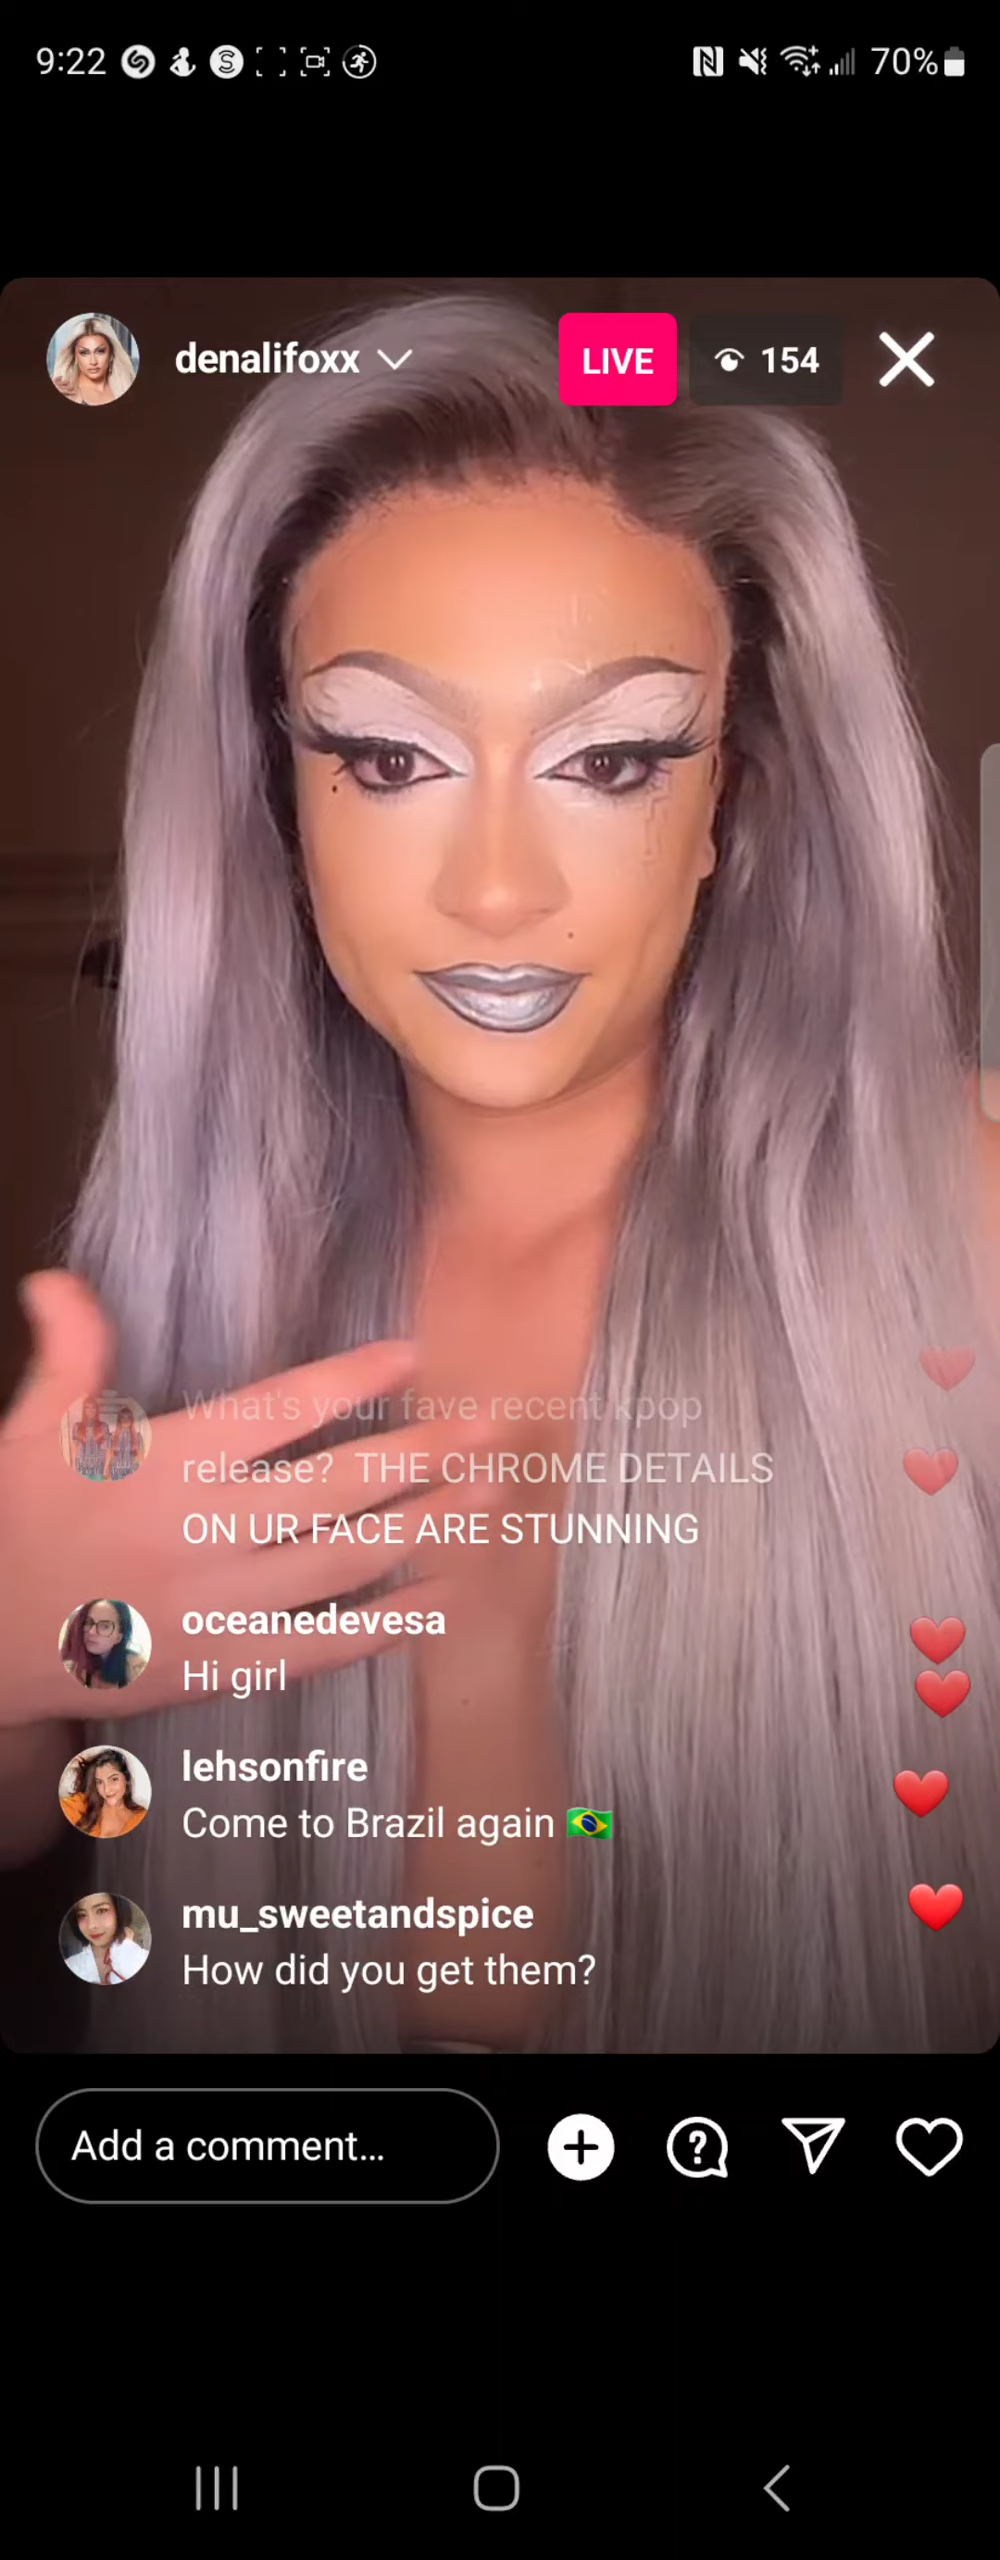 9:22
70%
denalifoxx
LIVE
154
What's your fave recent kpop
release? THE CHROME DETAILS
ON UR FACE ARE STUNNING
oceanedevesa
Hi girl
lehsonfire
Come to Brazil again 🇧🇷
mu_sweetandspice
How did you get them?
Add a comment...